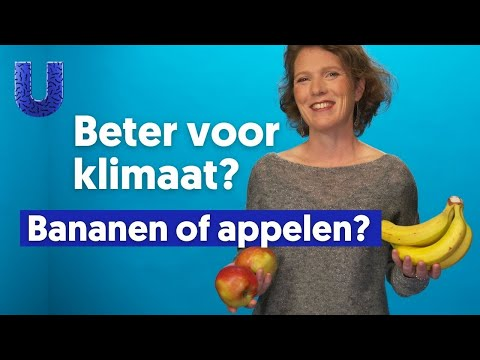 U
Beter voor
klimaat?
Bananen of appelen?